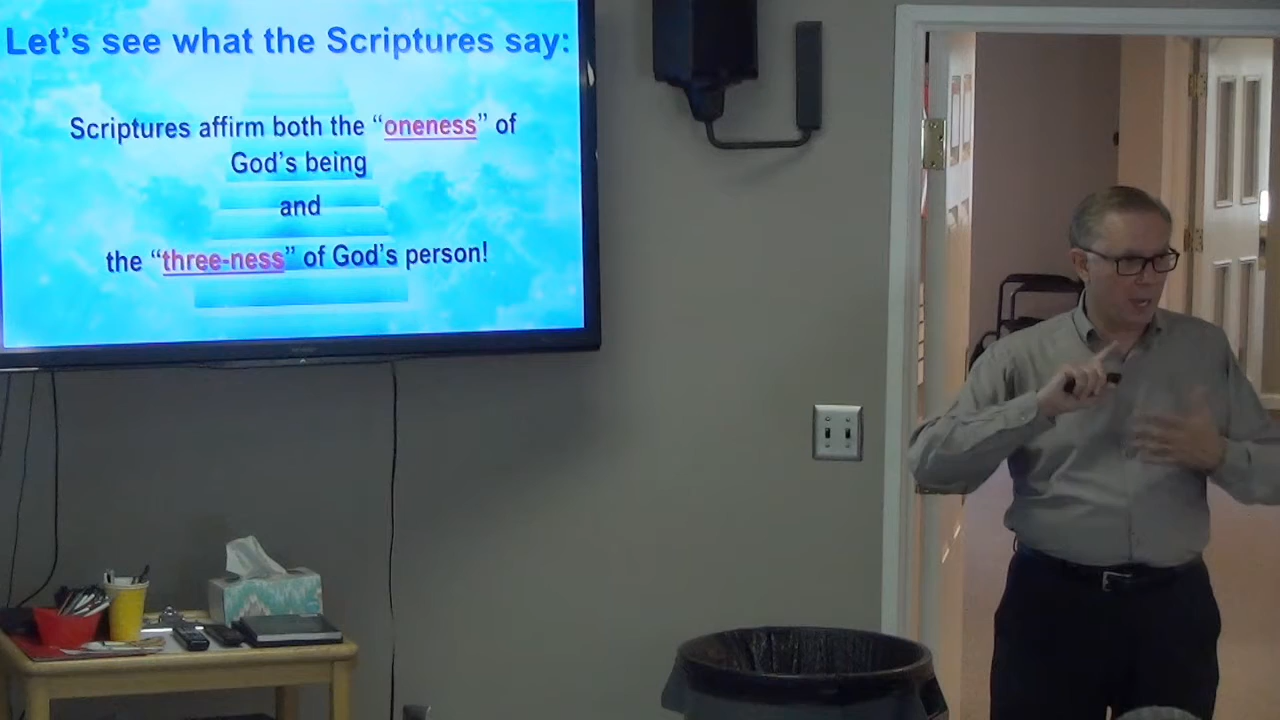 Let's see what the Scriptures say:
Scriptures affirm both the “oneness” of
God's being
and
the “three-ness” of God's person!